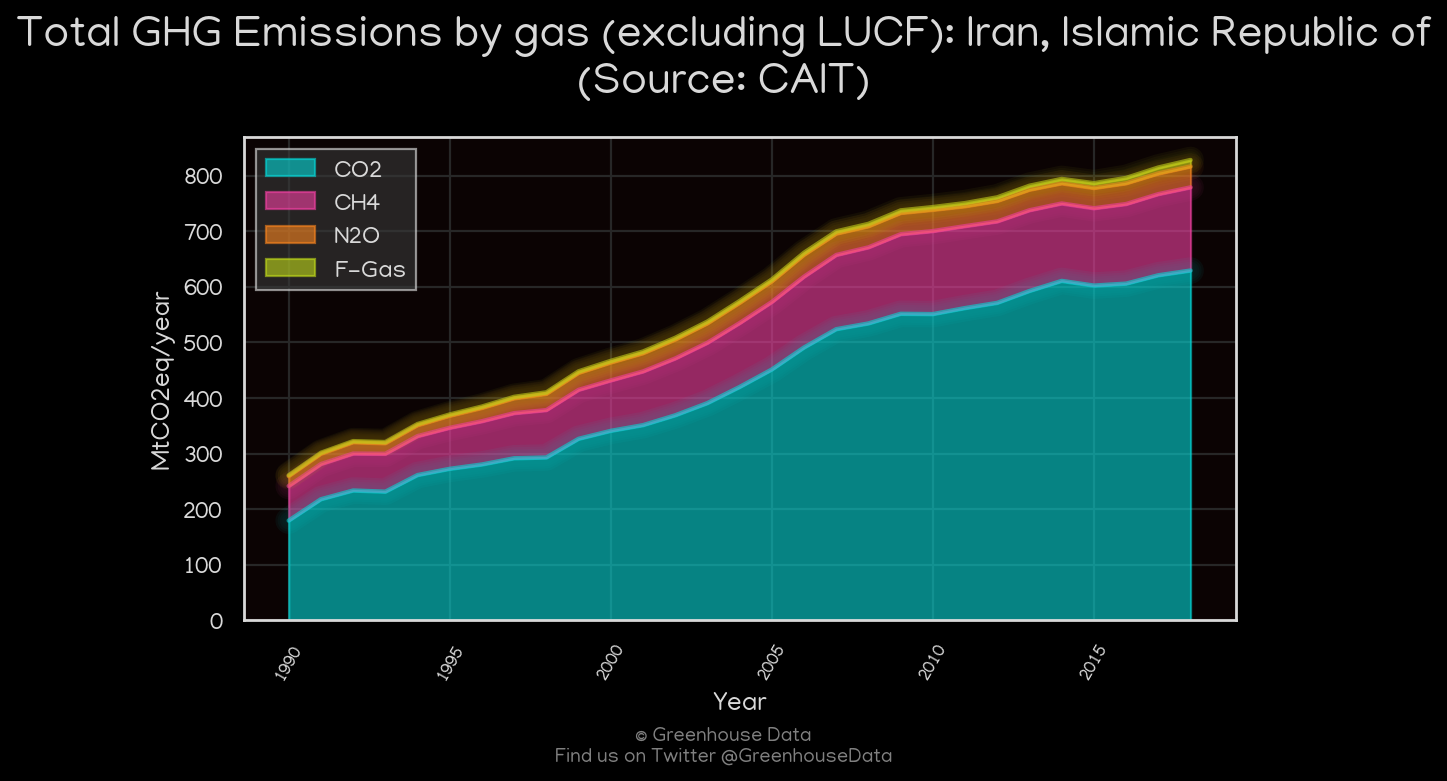 Total GHG Emissions by gas (excluding LUCF): Iran, Islamic Republic of
(Source: CAIT)
CO2
CH4
N2O
F-Gas
MtCO2eq/year
800
700
600
500
400
300
200
100
0
1990
1995
2000
2005
2010
2015
Year
© Greenhouse Data
Find us on Twitter @GreenhouseData